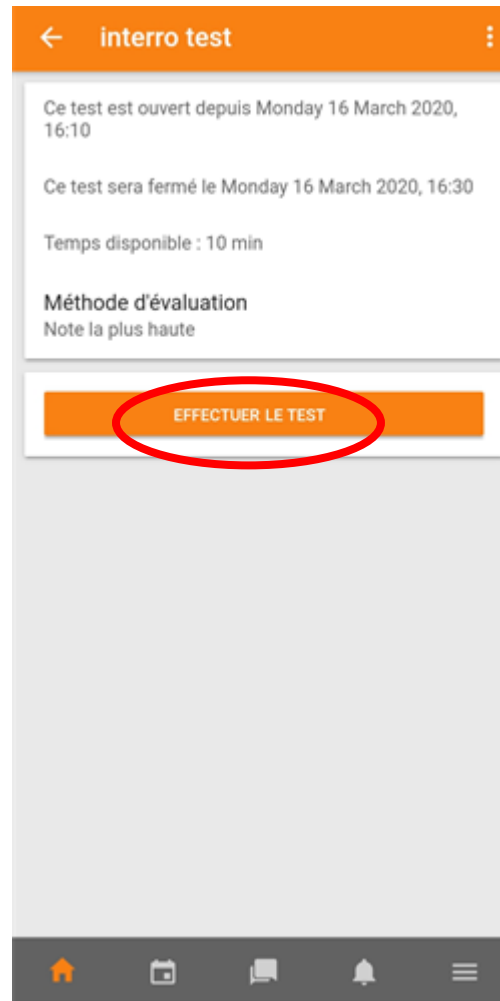 interro test
Ce test est ouvert depuis Monday 16 March 2020,
16:10
Ce test sera fermé le Monday 16 March 2020, 16:30
Temps disponible : 10 min
Méthode d'évaluation
Note la plus haute
EFFECTUER LE TEST